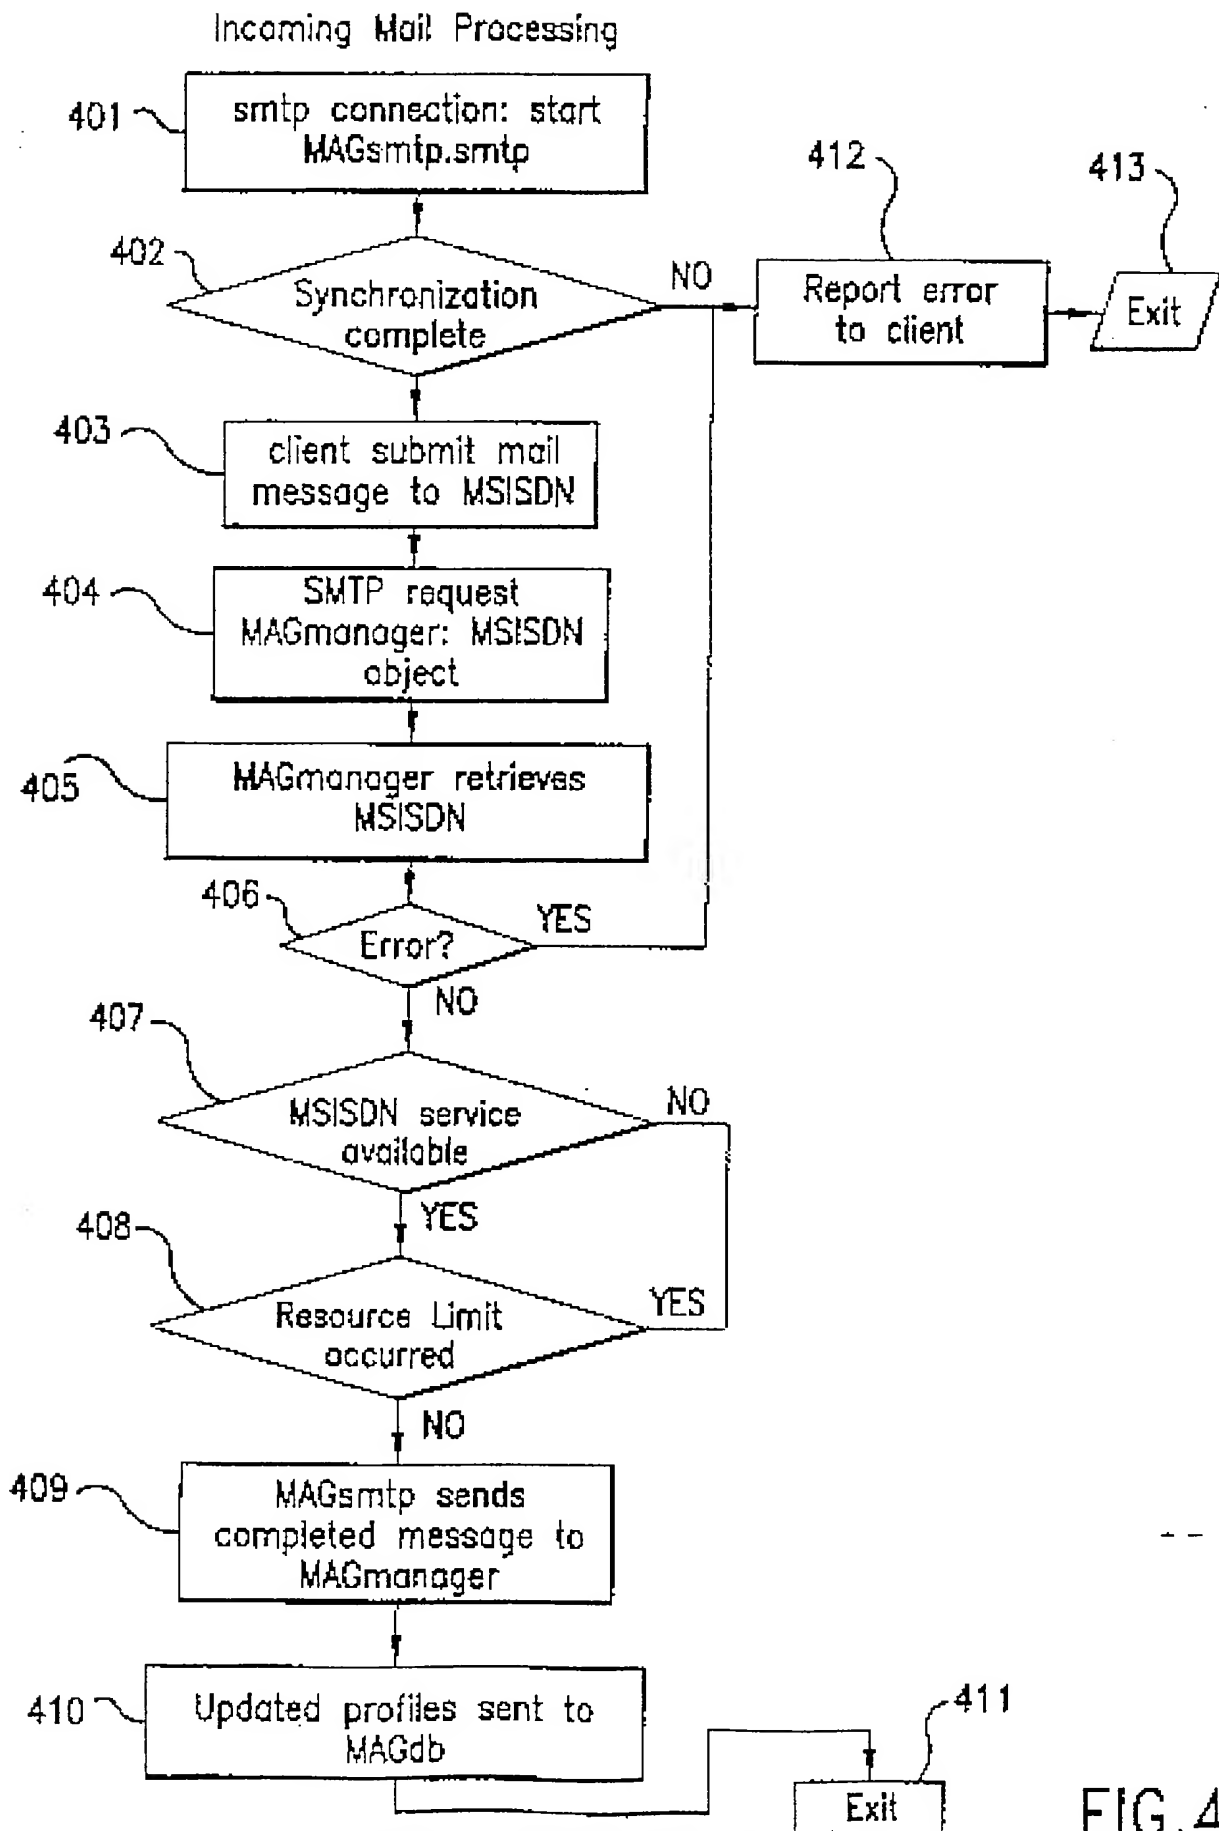 Incoming Mail Processing
401
smtp connection: start
MAGsmtp.smtp
412
413
402
Synchronization
complete
NO
Report error
to client
Exit
403
client submit mail
message to MSISDN
404
SMTP request
MAGmanager: MSISDN
object
405
MAGmanager retrieves
MSISDN
406
Error?
YES
NO
407
MSISDN service
available
NO
YES
408
Resource Limit
occurred
YES
NO
409
MAGsmtp sends
completed message to
MAGmanager
410
Updated profiles sent to
MAGdb
411
Exit
FIG.4